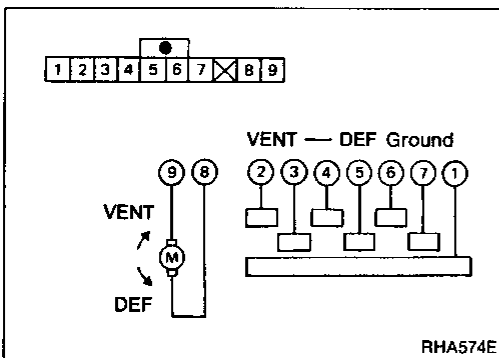 1 2 3 4 5 6 7 8 9
VENT — DEF Ground
9 8 2 3 4 5 6 7 1
VENT
M
DEF
RHA574E